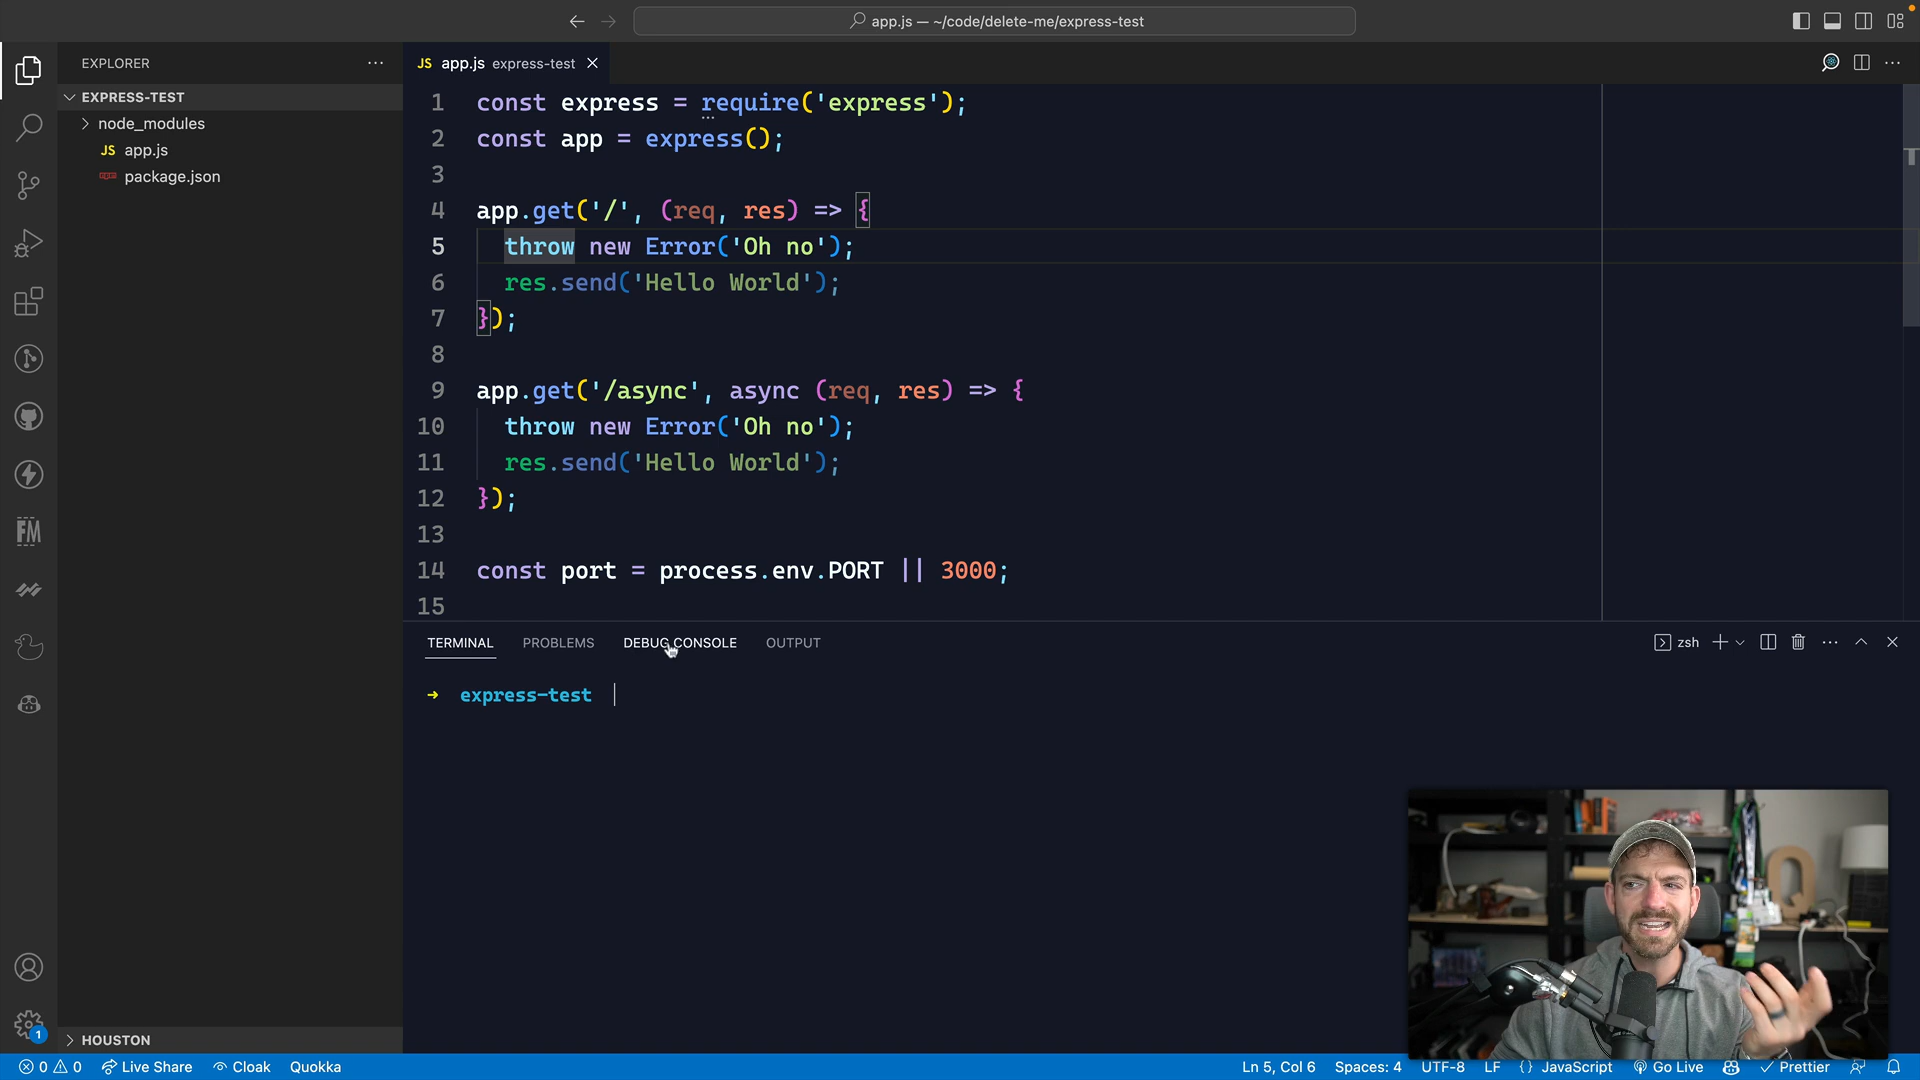 app.js — ~/code/delete-me/express-test
EXPLORER
JS app.js express-test
EXPRESS-TEST
node_modules
JS app.js
package.json
1 const express = require('express');
2 const app = express();
3
4 app.get('/', (req, res) => {
5 throw new Error('Oh no');
6 res.send('Hello World');
7 });
8
9 app.get('/async', async (req, res) => {
10 throw new Error('Oh no');
11 res.send('Hello World');
12 });
13
14 const port = process.env.PORT || 3000;
15
FM
TERMINAL PROBLEMS DEBUG CONSOLE OUTPUT
zsh
→ express-test
1
HOUSTON
0 0 Live Share Cloak Quokka
Ln 5, Col 6 Spaces: 4 UTF-8 LF {} JavaScript Go Live Prettier